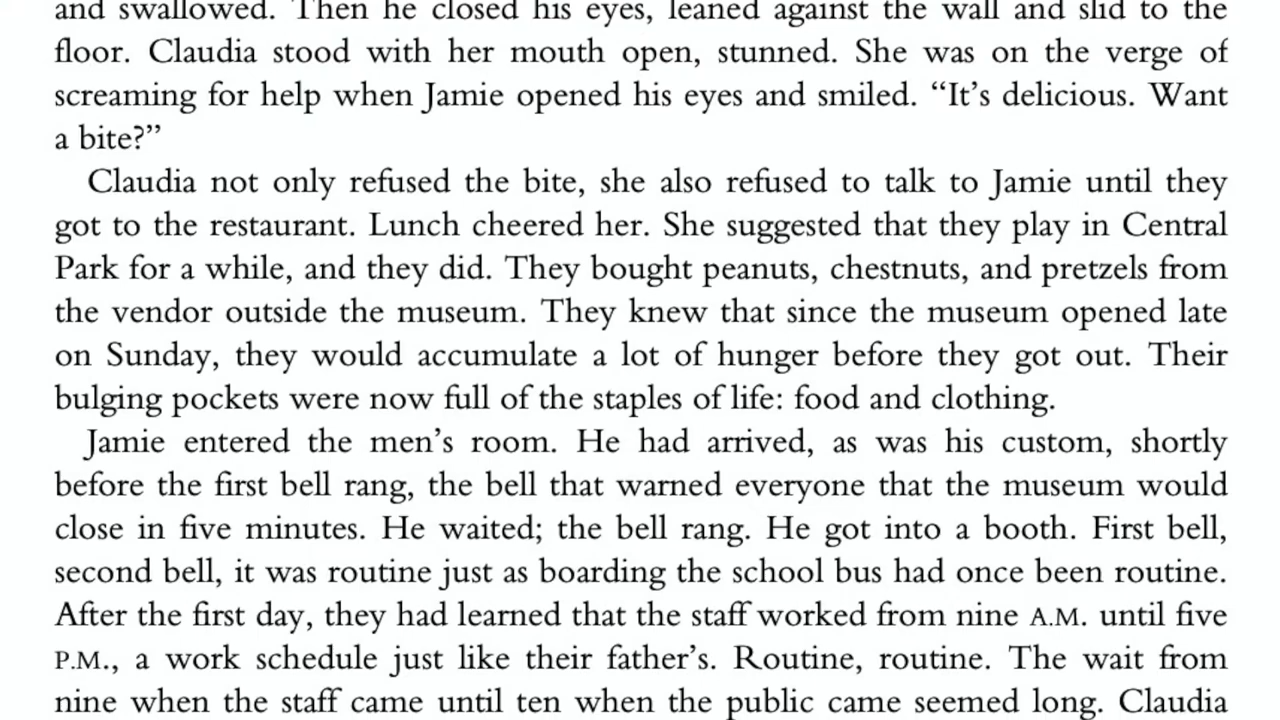 and swallowed. Then he closed his eyes, leaned against the wall and slid to the
floor. Claudia stood with her mouth open, stunned. She was on the verge of
screaming for help when Jamie opened his eyes and smiled. “It’s delicious. Want
a bite?”
Claudia not only refused the bite, she also refused to talk to Jamie until they
got to the restaurant. Lunch cheered her. She suggested that they play in Central
Park for a while, and they did. They bought peanuts, chestnuts, and pretzels from
the vendor outside the museum. They knew that since the museum opened late
on Sunday, they would accumulate a lot of hunger before they got out. Their
bulging pockets were now full of the staples of life: food and clothing.
Jamie entered the men’s room. He had arrived, as was his custom, shortly
before the first bell rang, the bell that warned everyone that the museum would
close in five minutes. He waited; the bell rang. He got into a booth. First bell,
second bell, it was routine just as boarding the school bus had once been routine.
After the first day, they had learned that the staff worked from nine A.M. until five
P.M., a work schedule just like their father’s. Routine, routine. The wait from
nine when the staff came until ten when the public came seemed long. Claudia